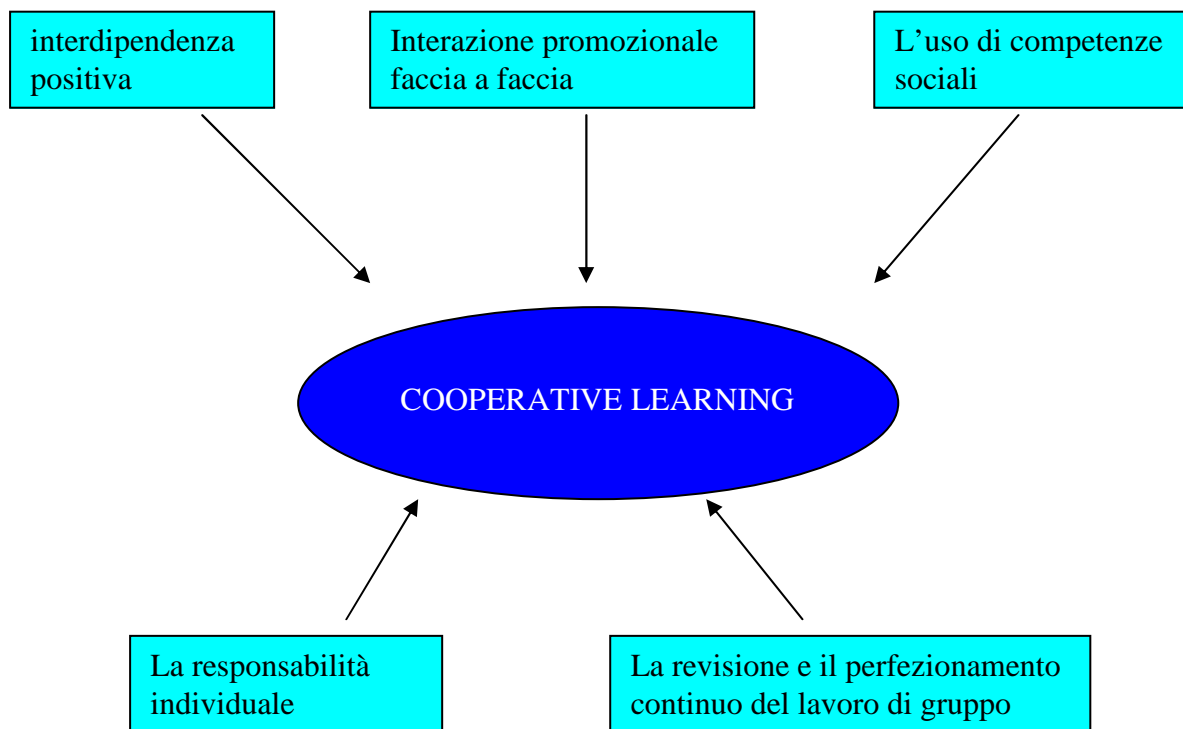 interdipendenza
positiva
Interazione promozionale
faccia a faccia
L’uso di competenze
sociali
COOPERATIVE LEARNING
La responsabilità
individuale
La revisione e il perfezionamento
continuo del lavoro di gruppo